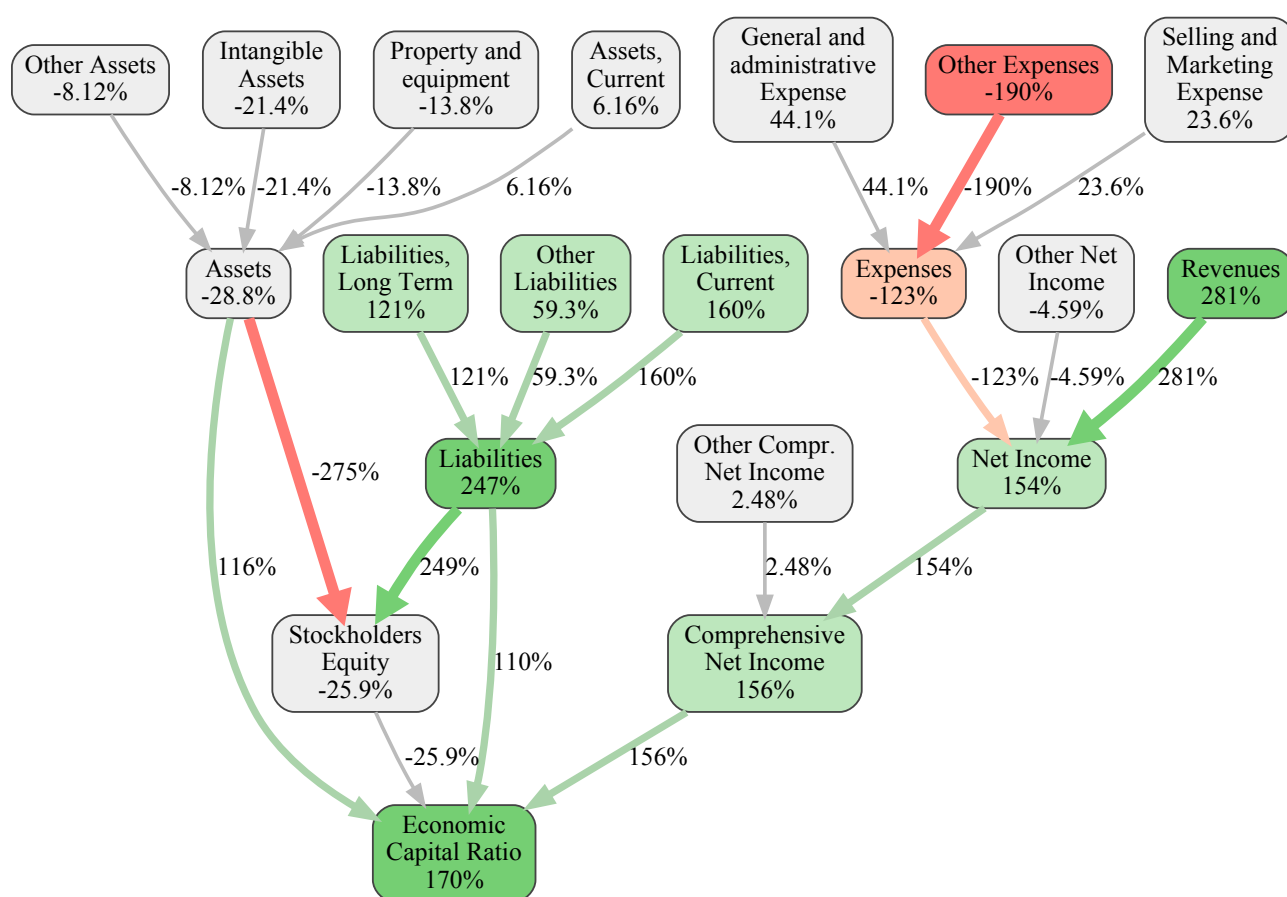 Other Assets
-8.12%
Intangible
Assets
-21.4%
Property and
equipment
-13.8%
Assets,
Current
6.16%
General and
administrative
Expense
44.1%
Other Expenses
-190%
Selling and
Marketing
Expense
23.6%
-8.12%
-21.4%
-13.8%
6.16%
44.1%
-190%
23.6%
Assets
-28.8%
Liabilities,
Long Term
121%
Other
Liabilities
59.3%
Liabilities,
Current
160%
Expenses
-123%
Other Net
Income
-4.59%
Revenues
281%
121%
59.3%
160%
-123%
-4.59%
281%
-275%
Liabilities
247%
Other Compr.
Net Income
2.48%
Net Income
154%
116%
249%
2.48%
154%
Stockholders
Equity
-25.9%
110%
Comprehensive
Net Income
156%
-25.9%
156%
Economic
Capital Ratio
170%